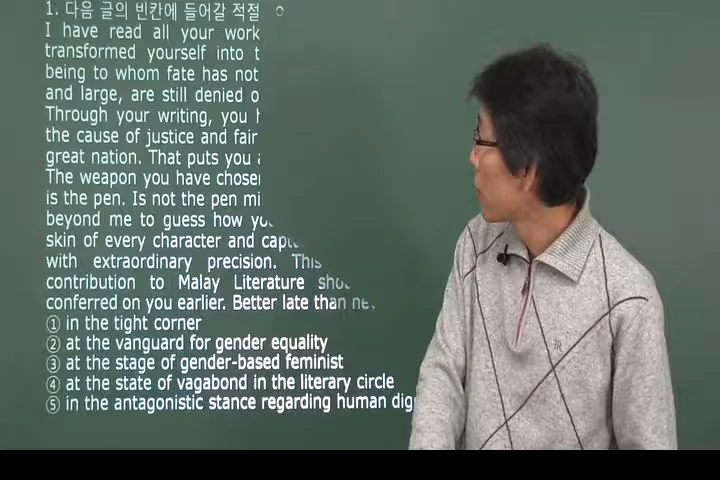 1. 다음 글의 빈칸에 들어갈 적절
I have read all your work
transformed yourself into
being to whom fate has not
and large, are still denied
Through your writing, you
the cause of justice and fair
great nation. That puts you
The weapon you have chosen
is the pen. Is not the pen mi
beyond me to guess how you
skin of every character and capt
with extraordinary precision. This
contribution to Malay Literature shou
conferred on you earlier. Better late than ne
① in the tight corner
② at the vanguard for gender equality
③ at the stage of gender-based feminist
④ at the state of vagabond in the literary circle
⑤ in the antagonistic stance regarding human dig